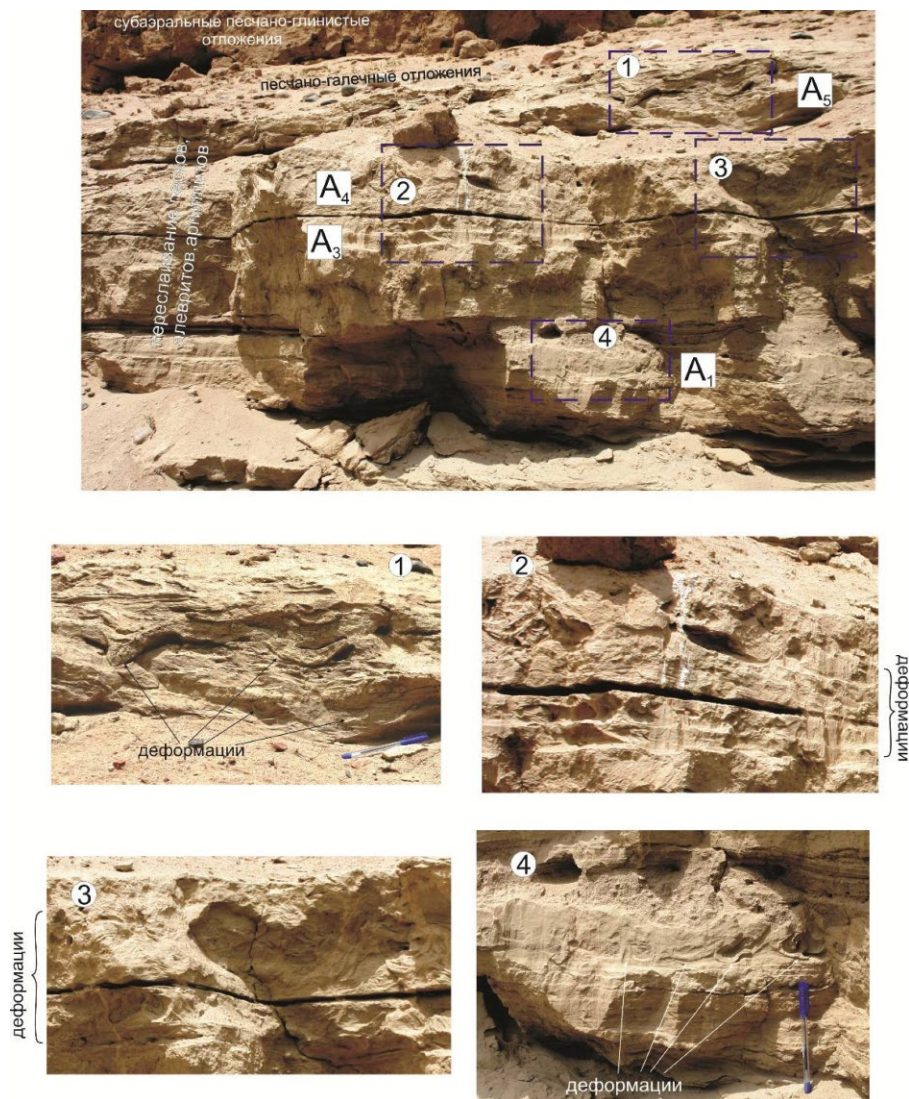 субаэральные песчано-глинистые
отложения
песчано-галечные отложения
1
A5
3
2
A4
A3
переслаивание песков,
алевритов, аргиллитов
4
A1
1
деформации
2
деформации
3
деформации
4
деформации